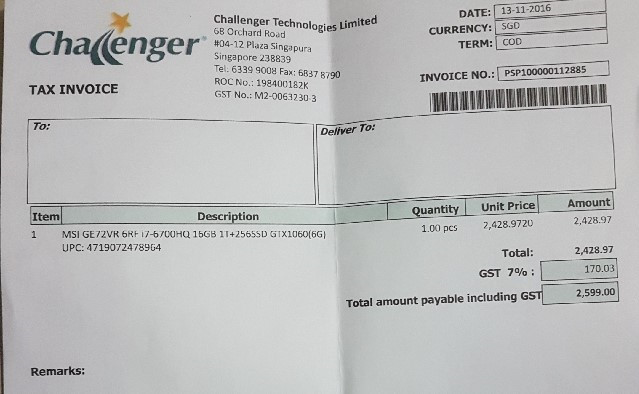 Challenger
Challenger Technologies Limited
68 Orchard Road
#04-12 Plaza Singapura
Singapore 238839
Tel: 6339 9008 Fax: 6837 8790
ROC No.: 198400182K
GST No.: M2-0063230-3
DATE: 13-11-2016
CURRENCY: SGD
TERM: COD
INVOICE NO.: PSP100000112885
TAX INVOICE
To:
Deliver To:
Item Description Quantity Unit Price Amount
1 MSI GE72VR 6RF i7-6700HQ 16GB 1T+256SSD GTX1060(6G) 1.00 pcs 2,428.9720 2,428.97
UPC: 4719072478964
Total: 2,428.97
GST 7% : 170.03
Total amount payable including GST 2,599.00
Remarks: